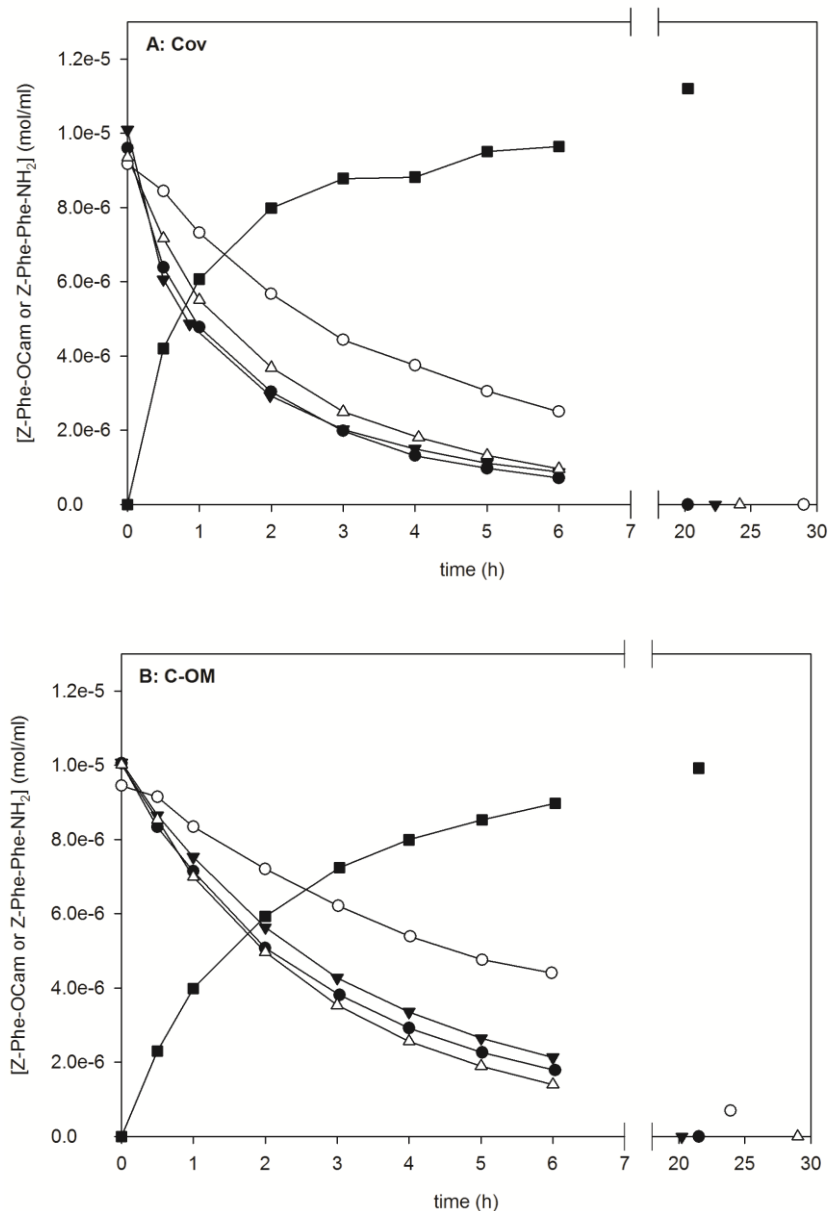 A: Cov
[Z-Phe-OCam or Z-Phe-Phe-NH₂] (mol/ml)
1.2e-5
1.0e-5
8.0e-6
6.0e-6
4.0e-6
2.0e-6
0.0
0 1 2 3 4 5 6 7 20 25 30
time (h)
B: C-OM
[Z-Phe-OCam or Z-Phe-Phe-NH₂] (mol/ml)
1.2e-5
1.0e-5
8.0e-6
6.0e-6
4.0e-6
2.0e-6
0.0
0 1 2 3 4 5 6 7 20 25 30
time (h)